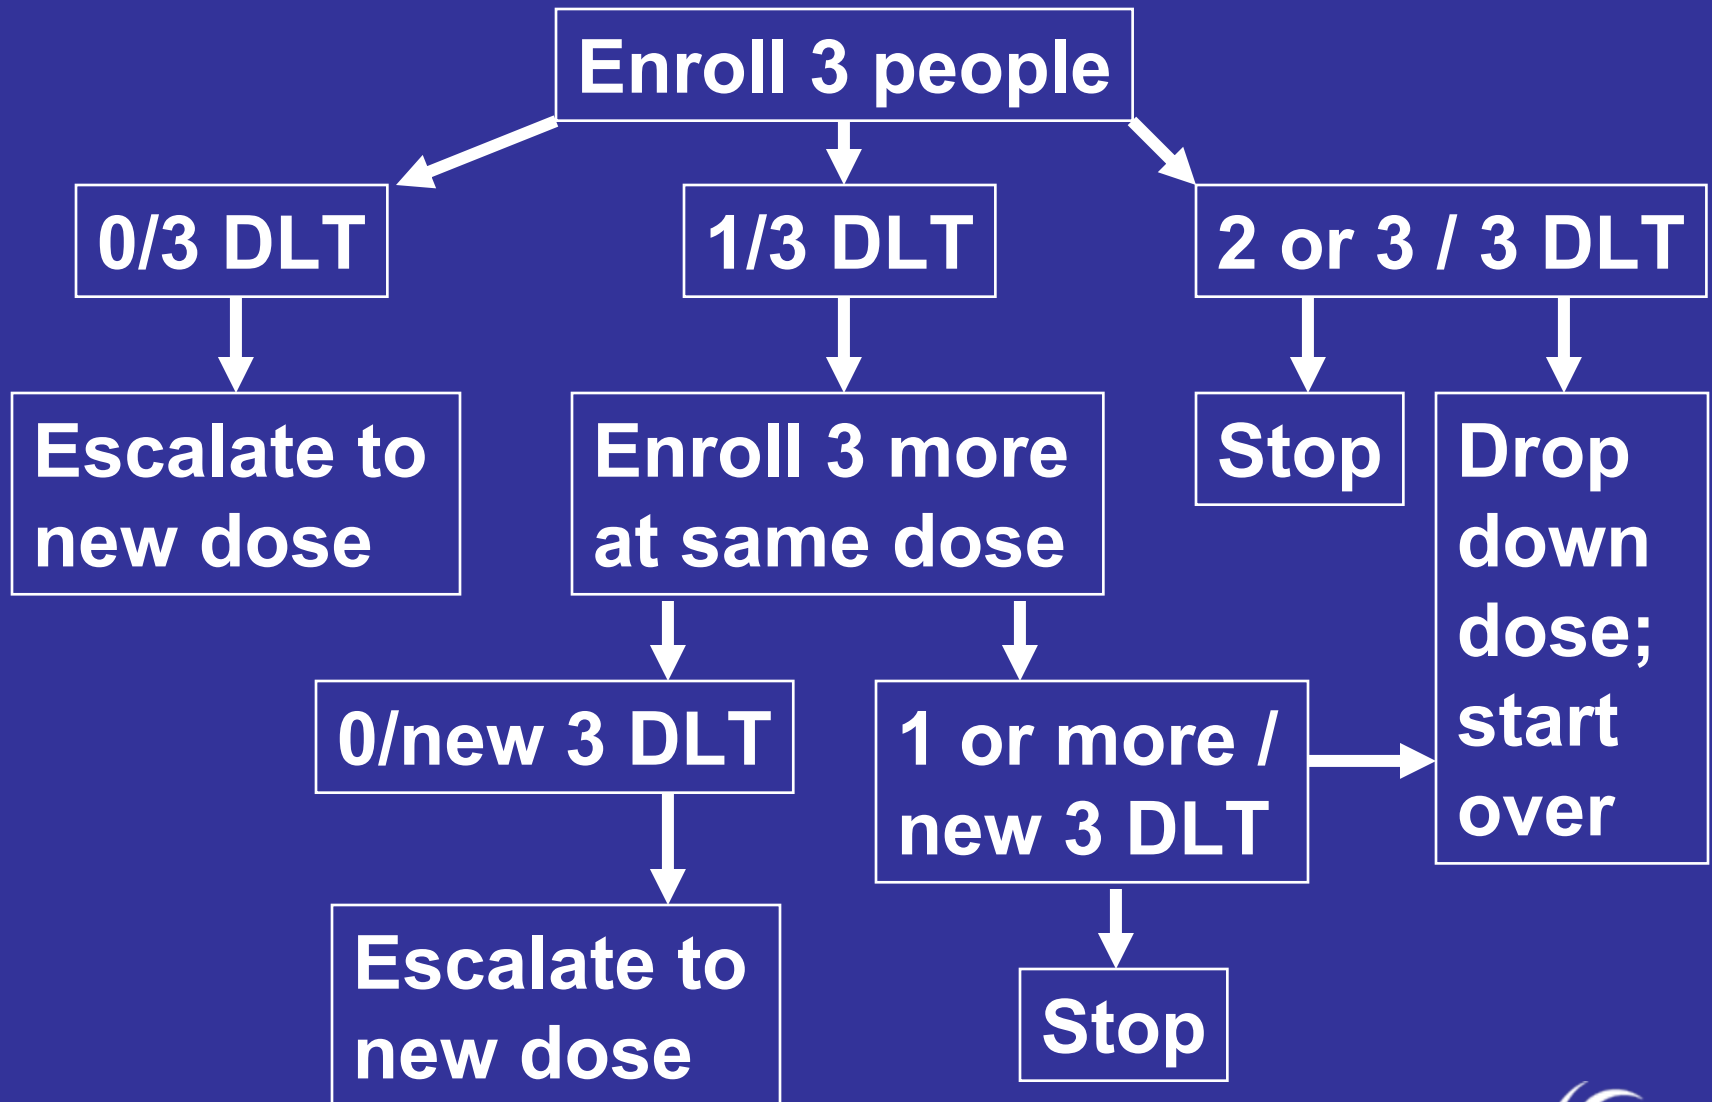 Enroll 3 people
0/3 DLT
1/3 DLT
2 or 3 / 3 DLT
Escalate to
new dose
Enroll 3 more
at same dose
Stop
Drop
down
dose;
start
over
0/new 3 DLT
1 or more /
new 3 DLT
Escalate to
new dose
Stop